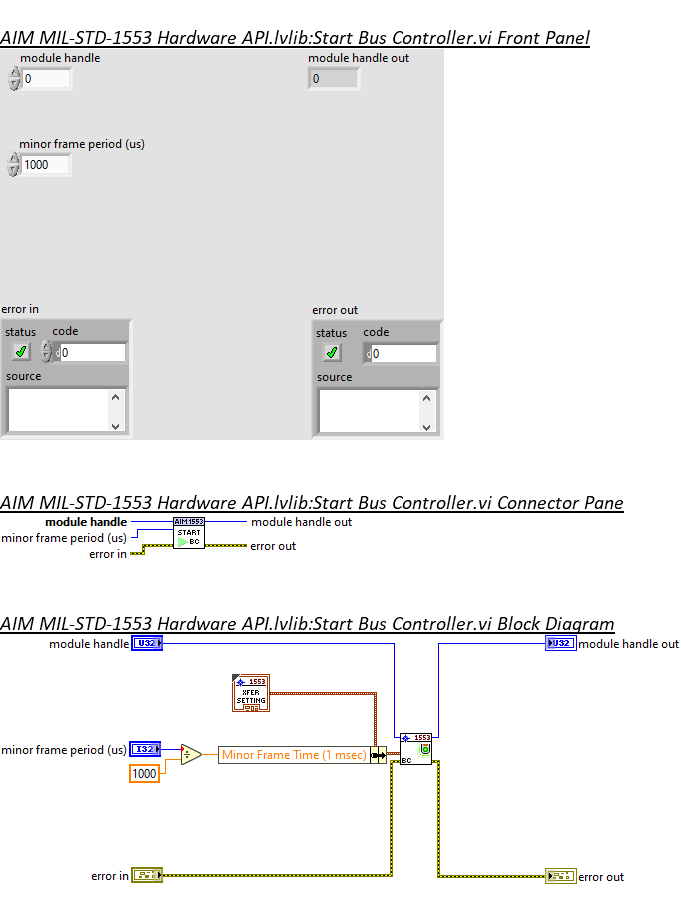 AIM MIL-STD-1553 Hardware API.lvlib:Start Bus Controller.vi Front Panel
module handle
module handle out
0
0
minor frame period (us)
1000
error in
error out
status code
status code
d0
d0
source
source
AIM MIL-STD-1553 Hardware API.lvlib:Start Bus Controller.vi Connector Pane
module handle
AIM1553
module handle out
minor frame period (us)
START
BC
error in
error out
AIM MIL-STD-1553 Hardware API.lvlib:Start Bus Controller.vi Block Diagram
module handle
U32
U32
module handle out
1553
XFER
SETTING
minor frame period (us)
I32
÷
Minor Frame Time (1 msec)
1553
BC
1000
error in
error out